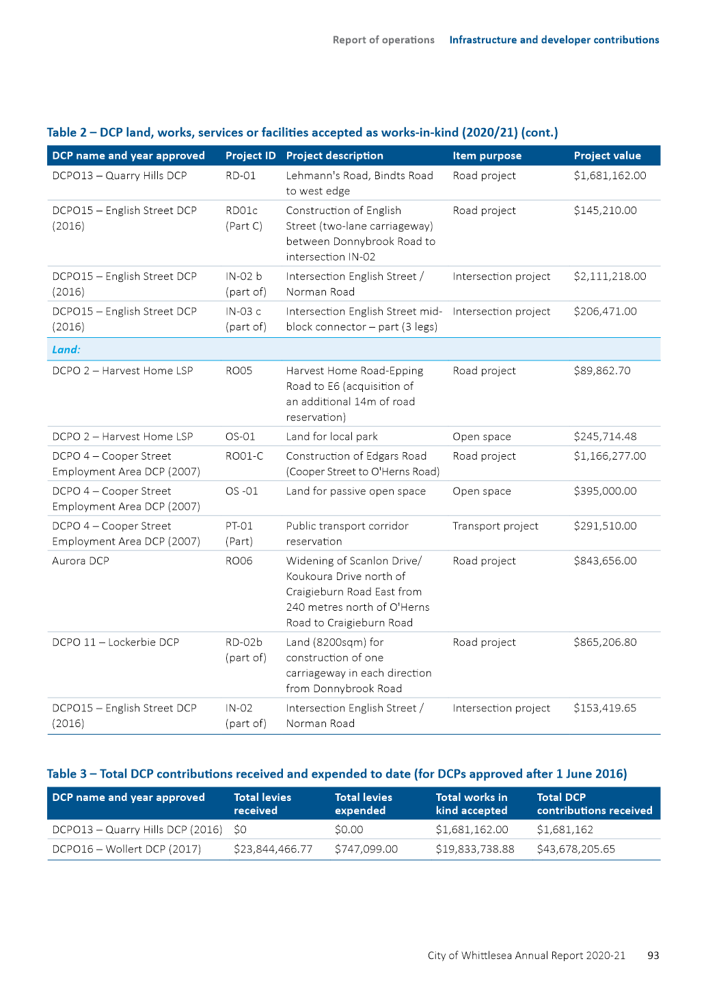 Report of operations Infrastructure and developer contributions
Table 2 – DCP land, works, services or facilities accepted as works-in-kind (2020/21) (cont.)
DCP name and year approved Project ID Project description Item purpose Project value
DCPO13 – Quarry Hills DCP RD-01 Lehmann's Road, Bindts Road Road project $1,681,162.00
to west edge
DCPO15 – English Street DCP RD01c Construction of English Road project $145,210.00
(2016) (Part C) Street (two-lane carriageway)
between Donnybrook Road to
intersection IN-02
DCPO15 – English Street DCP IN-02 b Intersection English Street / Intersection project $2,111,218.00
(2016) (part of) Norman Road
DCPO15 – English Street DCP IN-03 c Intersection English Street mid- Intersection project $206,471.00
(2016) (part of) block connector – part (3 legs)
Land:
DCPO 2 – Harvest Home LSP RO05 Harvest Home Road-Epping Road project $89,862.70
Road to E6 (acquisition of
an additional 14m of road
reservation)
DCPO 2 – Harvest Home LSP OS-01 Land for local park Open space $245,714.48
DCPO 4 – Cooper Street RO01-C Construction of Edgars Road Road project $1,166,277.00
Employment Area DCP (2007) (Cooper Street to O'Herns Road)
DCPO 4 – Cooper Street OS -01 Land for passive open space Open space $395,000.00
Employment Area DCP (2007)
DCPO 4 – Cooper Street PT-01 Public transport corridor Transport project $291,510.00
Employment Area DCP (2007) (Part) reservation
Aurora DCP RO06 Widening of Scanlon Drive/ Road project $843,656.00
Koukoura Drive north of
Craigieburn Road East from
240 metres north of O'Herns
Road to Craigieburn Road
DCPO 11 – Lockerbie DCP RD-02b Land (8200sqm) for Road project $865,206.80
(part of) construction of one
carriageway in each direction
from Donnybrook Road
DCPO15 – English Street DCP IN-02 Intersection English Street / Intersection project $153,419.65
(2016) (part of) Norman Road
Table 3 – Total DCP contributions received and expended to date (for DCPs approved after 1 June 2016)
DCP name and year approved Total levies Total levies Total works in Total DCP
received expended kind accepted contributions received
DCPO13 – Quarry Hills DCP (2016) $0 $0.00 $1,681,162.00 $1,681,162
DCPO16 – Wollert DCP (2017) $23,844,466.77 $747,099.00 $19,833,738.88 $43,678,205.65
City of Whittlesea Annual Report 2020-21 93